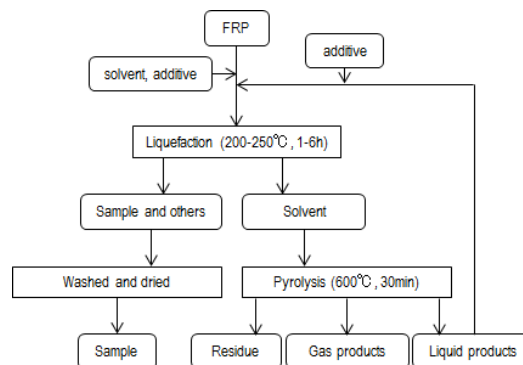 FRP
additive
solvent, additive
Liquefaction (200-250℃, 1-6h)
Sample and others
Solvent
Washed and dried
Pyrolysis (600℃, 30min)
Sample
Residue
Gas products
Liquid products